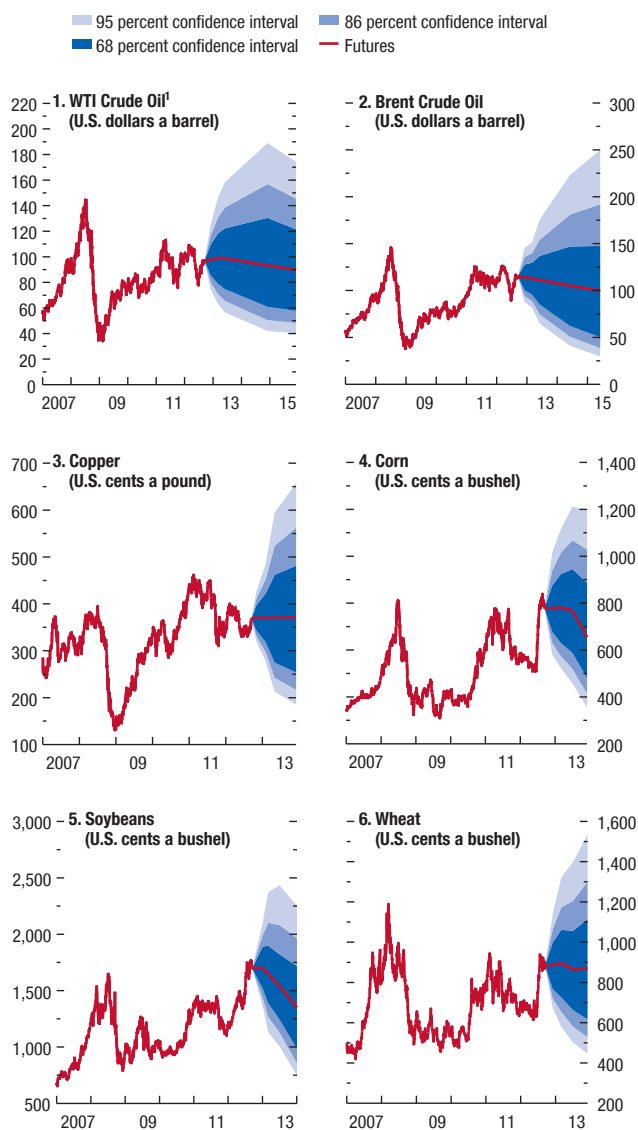 95 percent confidence interval
86 percent confidence interval
68 percent confidence interval
Futures
1. WTI Crude Oil¹
(U.S. dollars a barrel)
220
200
180
160
140
120
100
80
60
40
20
0
2007 09 11 13 15
2. Brent Crude Oil
(U.S. dollars a barrel)
300
250
200
150
100
50
0
2007 09 11 13 15
3. Copper
(U.S. cents a pound)
700
600
500
400
300
200
100
2007 09 11 13
4. Corn
(U.S. cents a bushel)
1,400
1,200
1,000
800
600
400
200
2007 09 11 13
5. Soybeans
(U.S. cents a bushel)
3,000
2,500
2,000
1,500
1,000
500
2007 09 11 13
6. Wheat
(U.S. cents a bushel)
1,600
1,400
1,200
1,000
800
600
400
200
2007 09 11 13